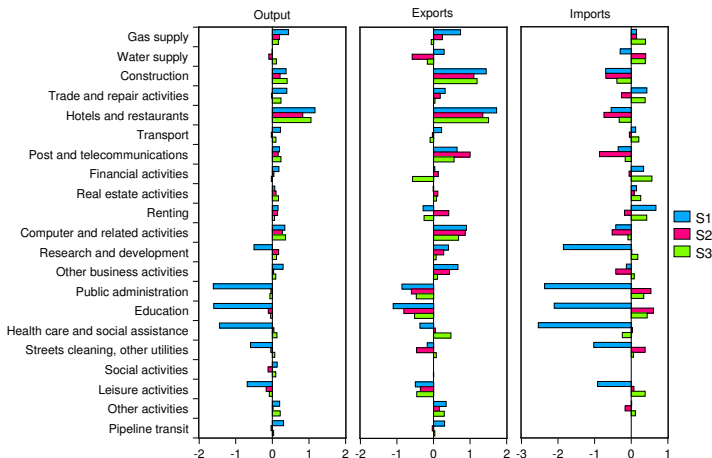 Output Exports Imports
Gas supply
Water supply
Construction
Trade and repair activities
Hotels and restaurants
Transport
Post and telecommunications
Financial activities
Real estate activities
Renting
Computer and related activities
Research and development
Other business activities
Public administration
Education
Health care and social assistance
Streets cleaning, other utilities
Social activities
Leisure activities
Other activities
Pipeline transit
S1
S2
S3
-2 -1 0 1 2 -2 -1 0 1 2 -3 -2 -1 0 1